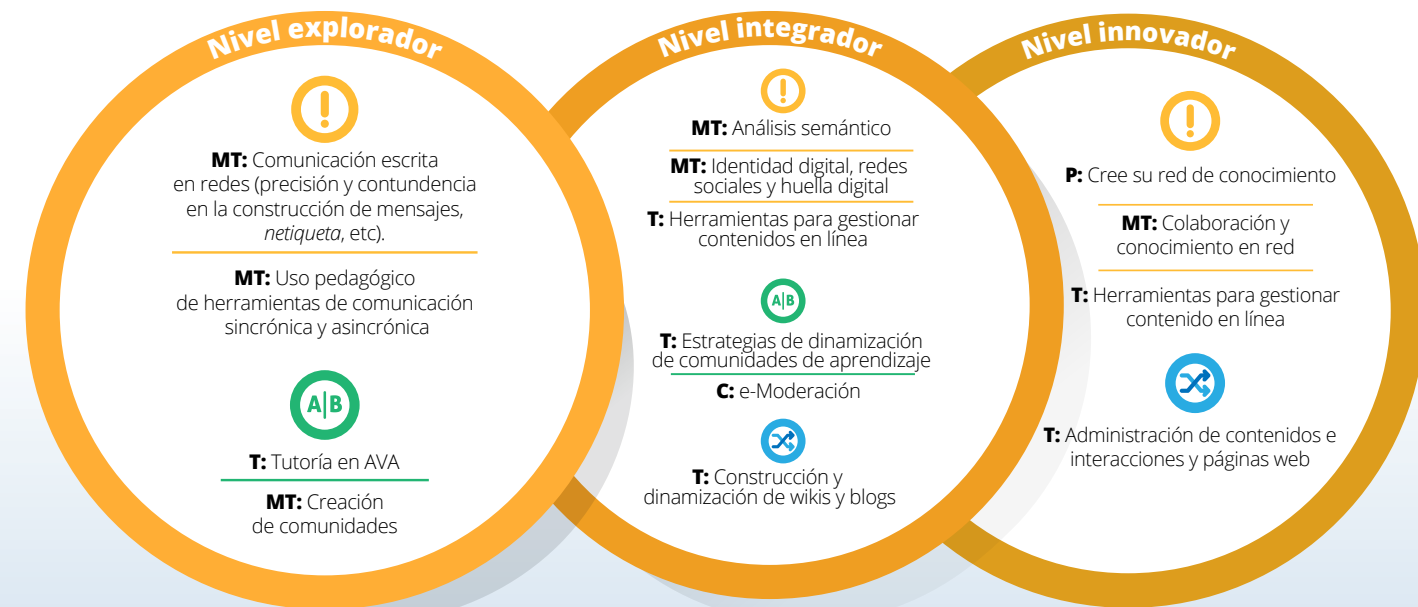 Nivel explorador
!
MT: Comunicación escrita
en redes (precisión y contundencia
en la construcción de mensajes,
netiqueta, etc).
MT: Uso pedagógico
de herramientas de comunicación
sincrónica y asincrónica
A|B
T: Tutoría en AVA
MT: Creación
de comunidades
Nivel integrador
!
MT: Análisis semántico
MT: Identidad digital, redes
sociales y huella digital
T: Herramientas para gestionar
contenidos en línea
A|B
T: Estrategias de dinamización
de comunidades de aprendizaje
C: e-Moderación
T: Construcción y
dinamización de wikis y blogs
Nivel innovador
!
P: Cree su red de conocimiento
MT: Colaboración y
conocimiento en red
T: Herramientas para gestionar
contenido en línea
T: Administración de contenidos e
interacciones y páginas web